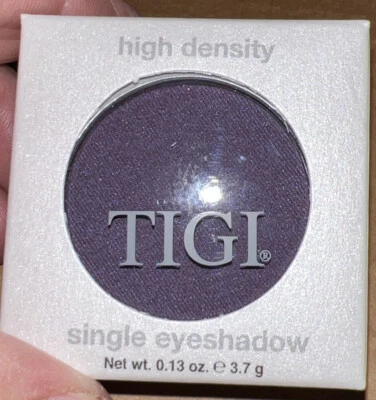 high density
TIGI®
single eyeshadow
Net wt. 0.13 oz. ℮ 3.7 g